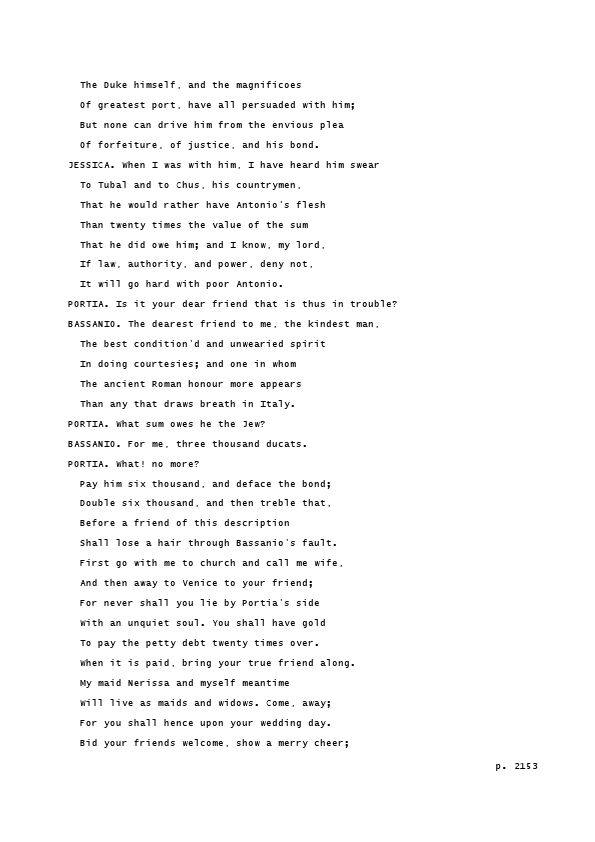 The Duke himself, and the magnificoes
Of greatest port, have all persuaded with him;
But none can drive him from the envious plea
Of forfeiture, of justice, and his bond.
JESSICA. When I was with him, I have heard him swear
To Tubal and to Chus, his countrymen,
That he would rather have Antonio's flesh
Than twenty times the value of the sum
That he did owe him; and I know, my lord,
If law, authority, and power, deny not,
It will go hard with poor Antonio.
PORTIA. Is it your dear friend that is thus in trouble?
BASSANIO. The dearest friend to me, the kindest man,
The best condition'd and unwearied spirit
In doing courtesies; and one in whom
The ancient Roman honour more appears
Than any that draws breath in Italy.
PORTIA. What sum owes he the Jew?
BASSANIO. For me, three thousand ducats.
PORTIA. What! no more?
Pay him six thousand, and deface the bond;
Double six thousand, and then treble that,
Before a friend of this description
Shall lose a hair through Bassanio's fault.
First go with me to church and call me wife,
And then away to Venice to your friend;
For never shall you lie by Portia's side
With an unquiet soul. You shall have gold
To pay the petty debt twenty times over.
When it is paid, bring your true friend along.
My maid Nerissa and myself meantime
Will live as maids and widows. Come, away;
For you shall hence upon your wedding day.
Bid your friends welcome, show a merry cheer;
p. 2153